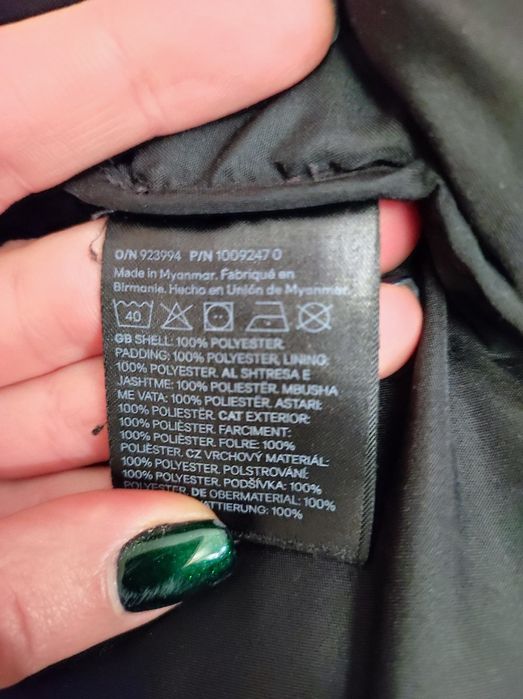 O/N 923994 P/N 1009247 0
Made in Myanmar. Fabriqué en
Birmanie. Hecho en Unión de Myanmar.
40
GB SHELL: 100% POLYESTER.
PADDING: 100% POLYESTER, LINING:
100% POLYESTER. AL SHTRESA E
JASHTME: 100% POLIESTËR. MBUSHA
ME VATA: 100% POLIESTËR. ASTARI:
100% POLIESTËR. CAT EXTERIOR:
100% POLIÈSTER. FARCIMENT:
100% POLIÈSTER. FOLRE: 100%
POLIÈSTER. CZ VRCHOVÝ MATERIÁL:
100% POLYESTER. POLSTROVÁNÍ:
100% POLYESTER. PODŠÍVKA: 100%
POLYESTER. DE OBERMATERIAL: 100%
WATTIERUNG: 100%